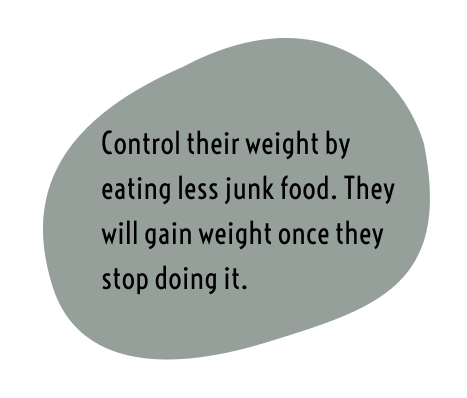 Control their weight by
eating less junk food. They
will gain weight once they
stop doing it.